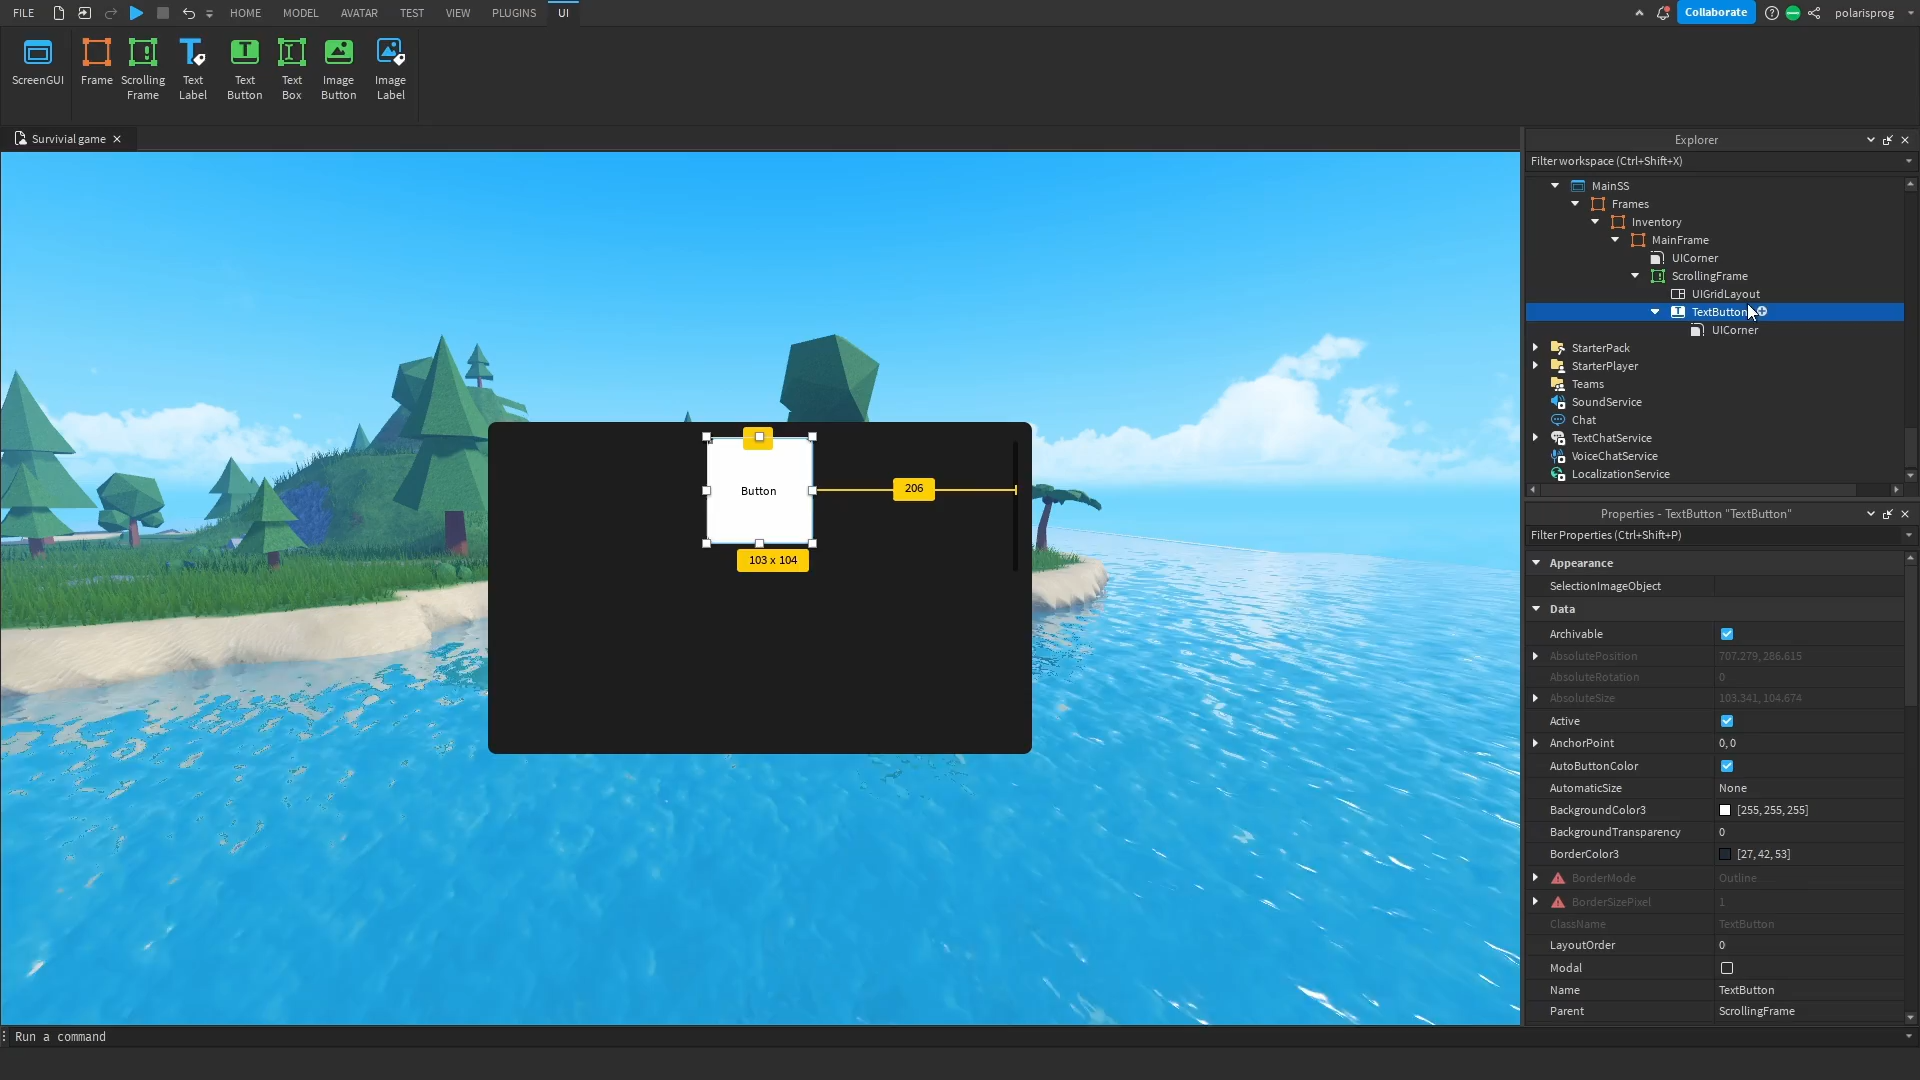 FILE HOME MODEL AVATAR TEST VIEW PLUGINS UI Collaborate polarisprog
ScreenGUI
Frame
Scrolling
Frame
Text
Label
Text
Button
Text
Box
Image
Button
Image
Label
Survivial game
Button
206
103 x 104
Explorer
Filter workspace (Ctrl+Shift+X)
MainSS
Frames
Inventory
MainFrame
UICorner
ScrollingFrame
UIGridLayout
TextButton
UICorner
StarterPack
StarterPlayer
Teams
SoundService
Chat
TextChatService
VoiceChatService
LocalizationService
Properties - TextButton "TextButton"
Filter Properties (Ctrl+Shift+P)
Appearance
SelectionImageObject
Data
Archivable
AbsolutePosition 707.279, 286.615
AbsoluteRotation 0
AbsoluteSize 103.341, 104.674
Active
AnchorPoint 0, 0
AutoButtonColor
AutomaticSize None
BackgroundColor3 [255, 255, 255]
BackgroundTransparency 0
BorderColor3 [27, 42, 53]
BorderMode Outline
BorderSizePixel 1
ClassName TextButton
LayoutOrder 0
Modal
Name TextButton
Parent ScrollingFrame
Run a command